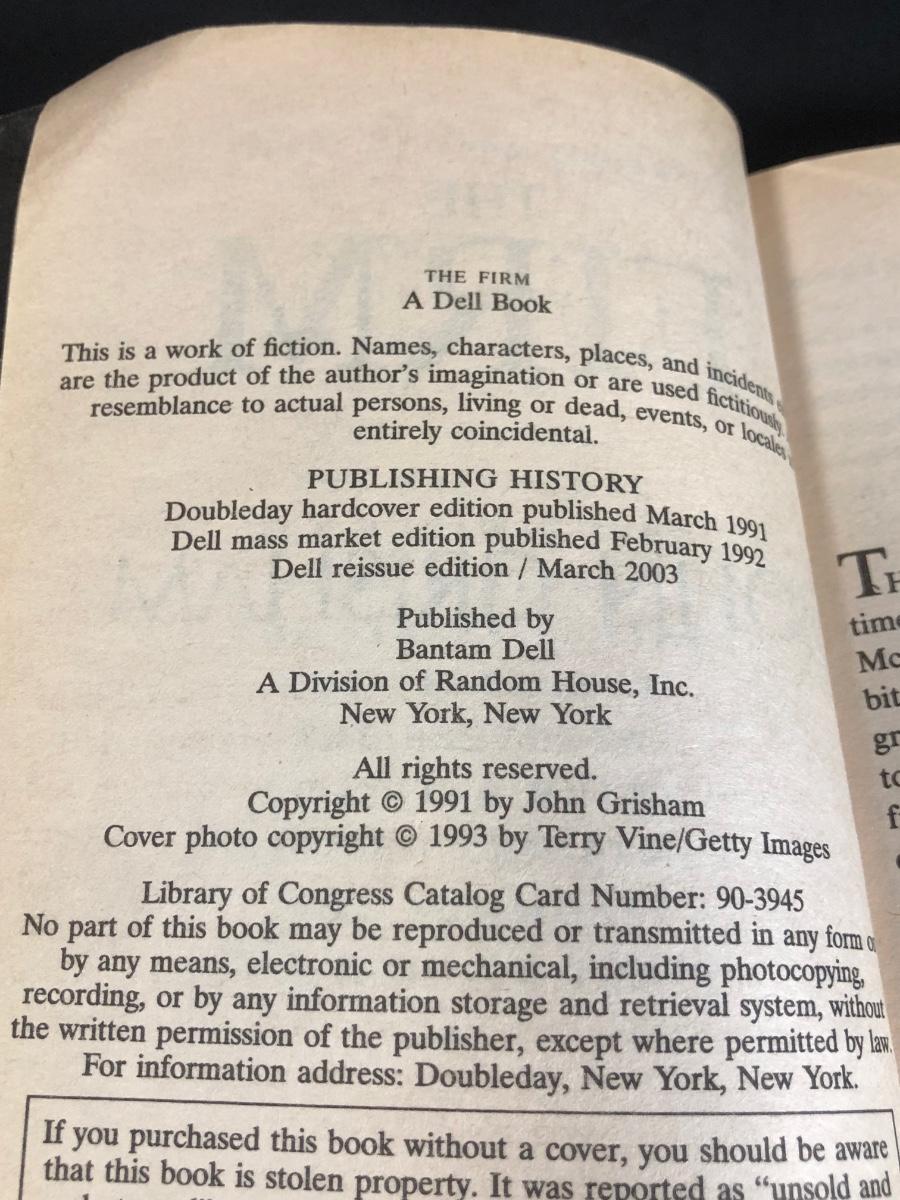 THE FIRM
A Dell Book
This is a work of fiction. Names, characters, places, and incidents
are the product of the author's imagination or are used fictitiously.
resemblance to actual persons, living or dead, events, or locales
entirely coincidental.
PUBLISHING HISTORY
Doubleday hardcover edition published March 1991
Dell mass market edition published February 1992
Dell reissue edition / March 2003
Published by
Bantam Dell
A Division of Random House, Inc.
New York, New York
All rights reserved.
Copyright © 1991 by John Grisham
Cover photo copyright © 1993 by Terry Vine/Getty Images
Library of Congress Catalog Card Number: 90-3945
No part of this book may be reproduced or transmitted in any form
by any means, electronic or mechanical, including photocopying,
recording, or by any information storage and retrieval system, without
the written permission of the publisher, except where permitted by law.
For information address: Doubleday, New York, New York.
If you purchased this book without a cover, you should be aware
that this book is stolen property. It was reported as "unsold and